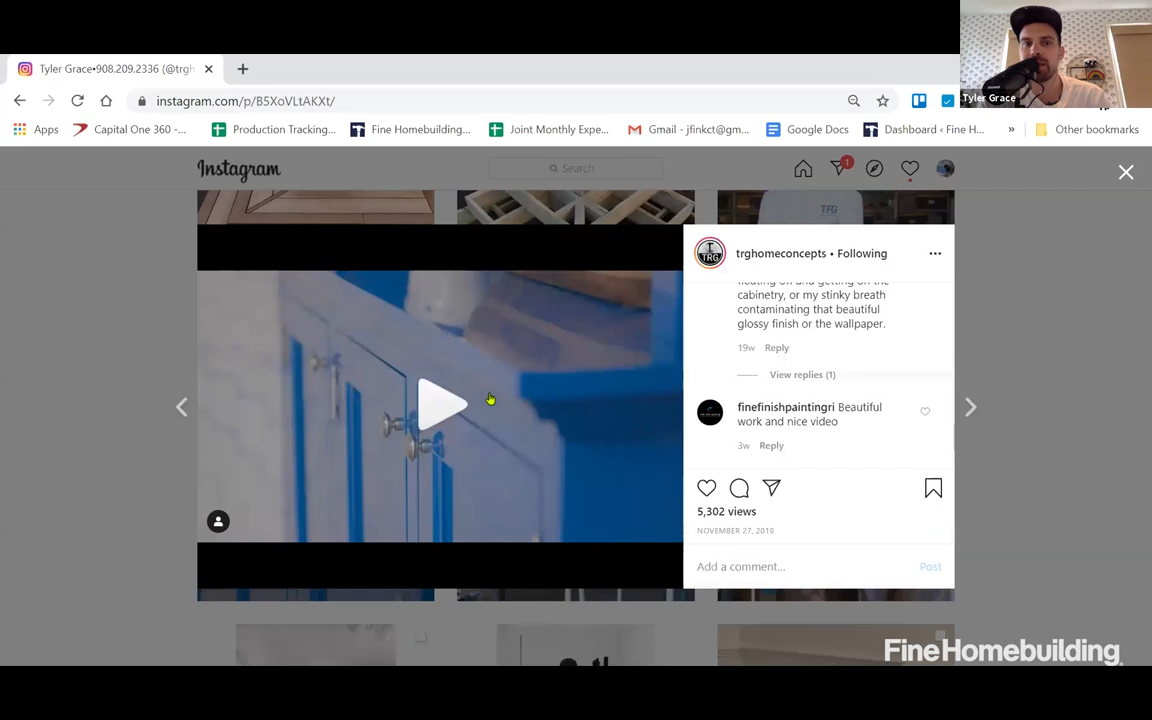 Tyler Grace•908.209.2336 (@trgh
instagram.com/p/B5XoVLtAKXt/
Apps
Capital One 360 -...
Production Tracking...
Fine Homebuilding...
Joint Monthly Expe...
Gmail - jfinkct@gm...
Google Docs
Dashboard ‹ Fine H...
»
Other bookmarks
Tyler Grace
Instagram
Search
1
TFG
TRG
trghomeconcepts • Following
floating off and getting on the
cabinetry, or my stinky breath
contaminating that beautiful
glossy finish or the wallpaper.
19w Reply
View replies (1)
finefinishpaintingri Beautiful
work and nice video
3w Reply
5,302 views
NOVEMBER 27, 2019
Add a comment... Post
FineHomebuilding